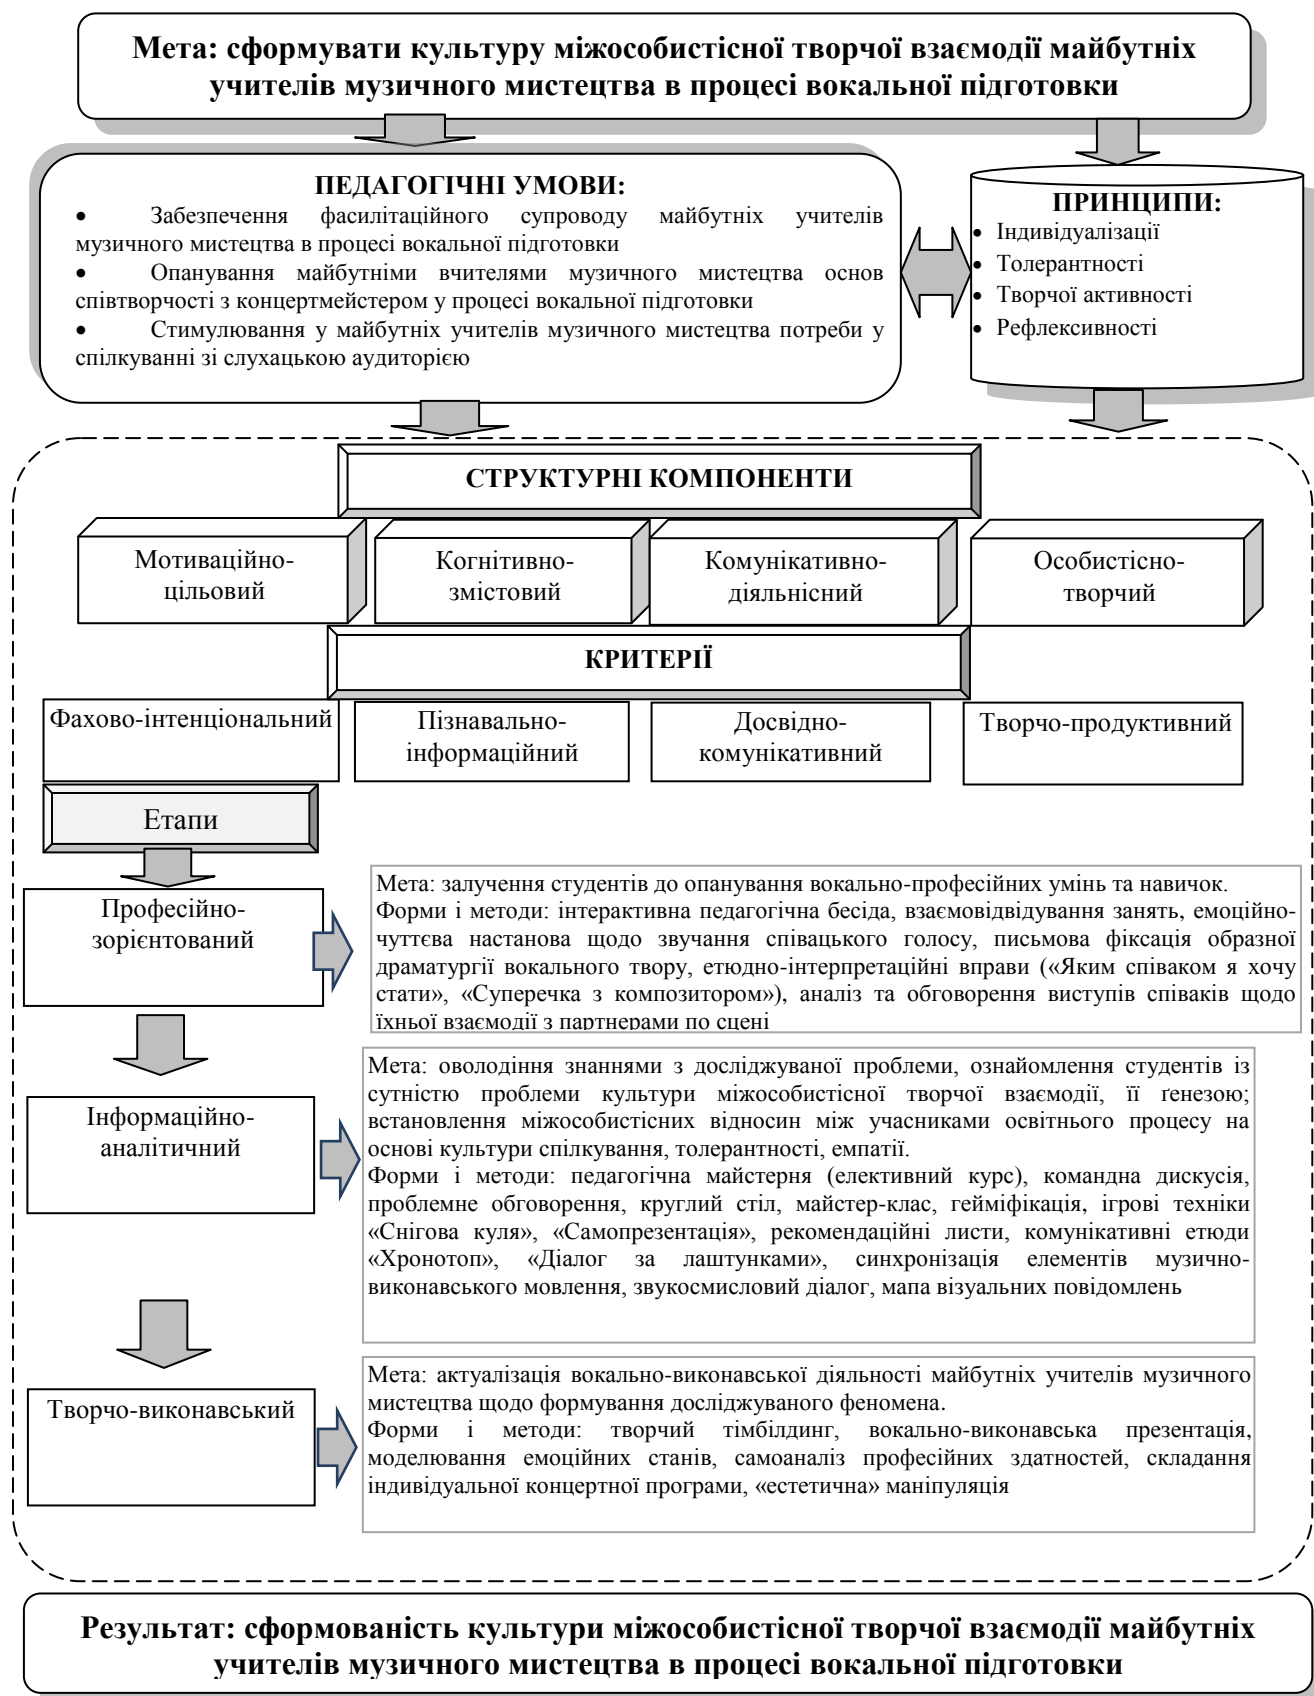 Мета: сформувати культуру міжособистісної творчої взаємодії майбутніх
учителів музичного мистецтва в процесі вокальної підготовки
ПЕДАГОГІЧНІ УМОВИ:
• Забезпечення фасилітаційного супроводу майбутніх учителів
музичного мистецтва в процесі вокальної підготовки
• Опанування майбутніми вчителями музичного мистецтва основ
співтворчості з концертмейстером у процесі вокальної підготовки
• Стимулювання у майбутніх учителів музичного мистецтва потреби у
спілкуванні зі слухацькою аудиторією
ПРИНЦИПИ:
• Індивідуалізації
• Толерантності
• Творчої активності
• Рефлексивності
СТРУКТУРНІ КОМПОНЕНТИ
Мотиваційно-
цільовий
Когнітивно-
змістовий
Комунікативно-
діяльнісний
Особистісно-
творчий
КРИТЕРІЇ
Фахово-інтенціональний
Пізнавально-
інформаційний
Досвідно-
комунікативний
Творчо-продуктивний
Етапи
Професійно-
зорієнтований
Мета: залучення студентів до опанування вокально-професійних умінь та навичок.
Форми і методи: інтерактивна педагогічна бесіда, взаємовідвідування занять, емоційно-
чуттєва настанова щодо звучання співацького голосу, письмова фіксація образної
драматургії вокального твору, етюдно-інтерпретаційні вправи («Яким співаком я хочу
стати», «Суперечка з композитором»), аналіз та обговорення виступів співаків щодо
їхньої взаємодії з партнерами по сцені
Інформаційно-
аналітичний
Мета: оволодіння знаннями з досліджуваної проблеми, ознайомлення студентів із
сутністю проблеми культури міжособистісної творчої взаємодії, її ґенезою;
встановлення міжособистісних відносин між учасниками освітнього процесу на
основі культури спілкування, толерантності, емпатії.
Форми і методи: педагогічна майстерня (елективний курс), командна дискусія,
проблемне обговорення, круглий стіл, майстер-клас, гейміфікація, ігрові техніки
«Снігова куля», «Самопрезентація», рекомендаційні листи, комунікативні етюди
«Хронотоп», «Діалог за лаштунками», синхронізація елементів музично-
виконавського мовлення, звукосмисловий діалог, мапа візуальних повідомлень
Творчо-виконавський
Мета: актуалізація вокально-виконавської діяльності майбутніх учителів музичного
мистецтва щодо формування досліджуваного феномена.
Форми і методи: творчий тімбілдинг, вокально-виконавська презентація,
моделювання емоційних станів, самоаналіз професійних здатностей, складання
індивідуальної концертної програми, «естетична» маніпуляція
Результат: сформованість культури міжособистісної творчої взаємодії майбутніх
учителів музичного мистецтва в процесі вокальної підготовки